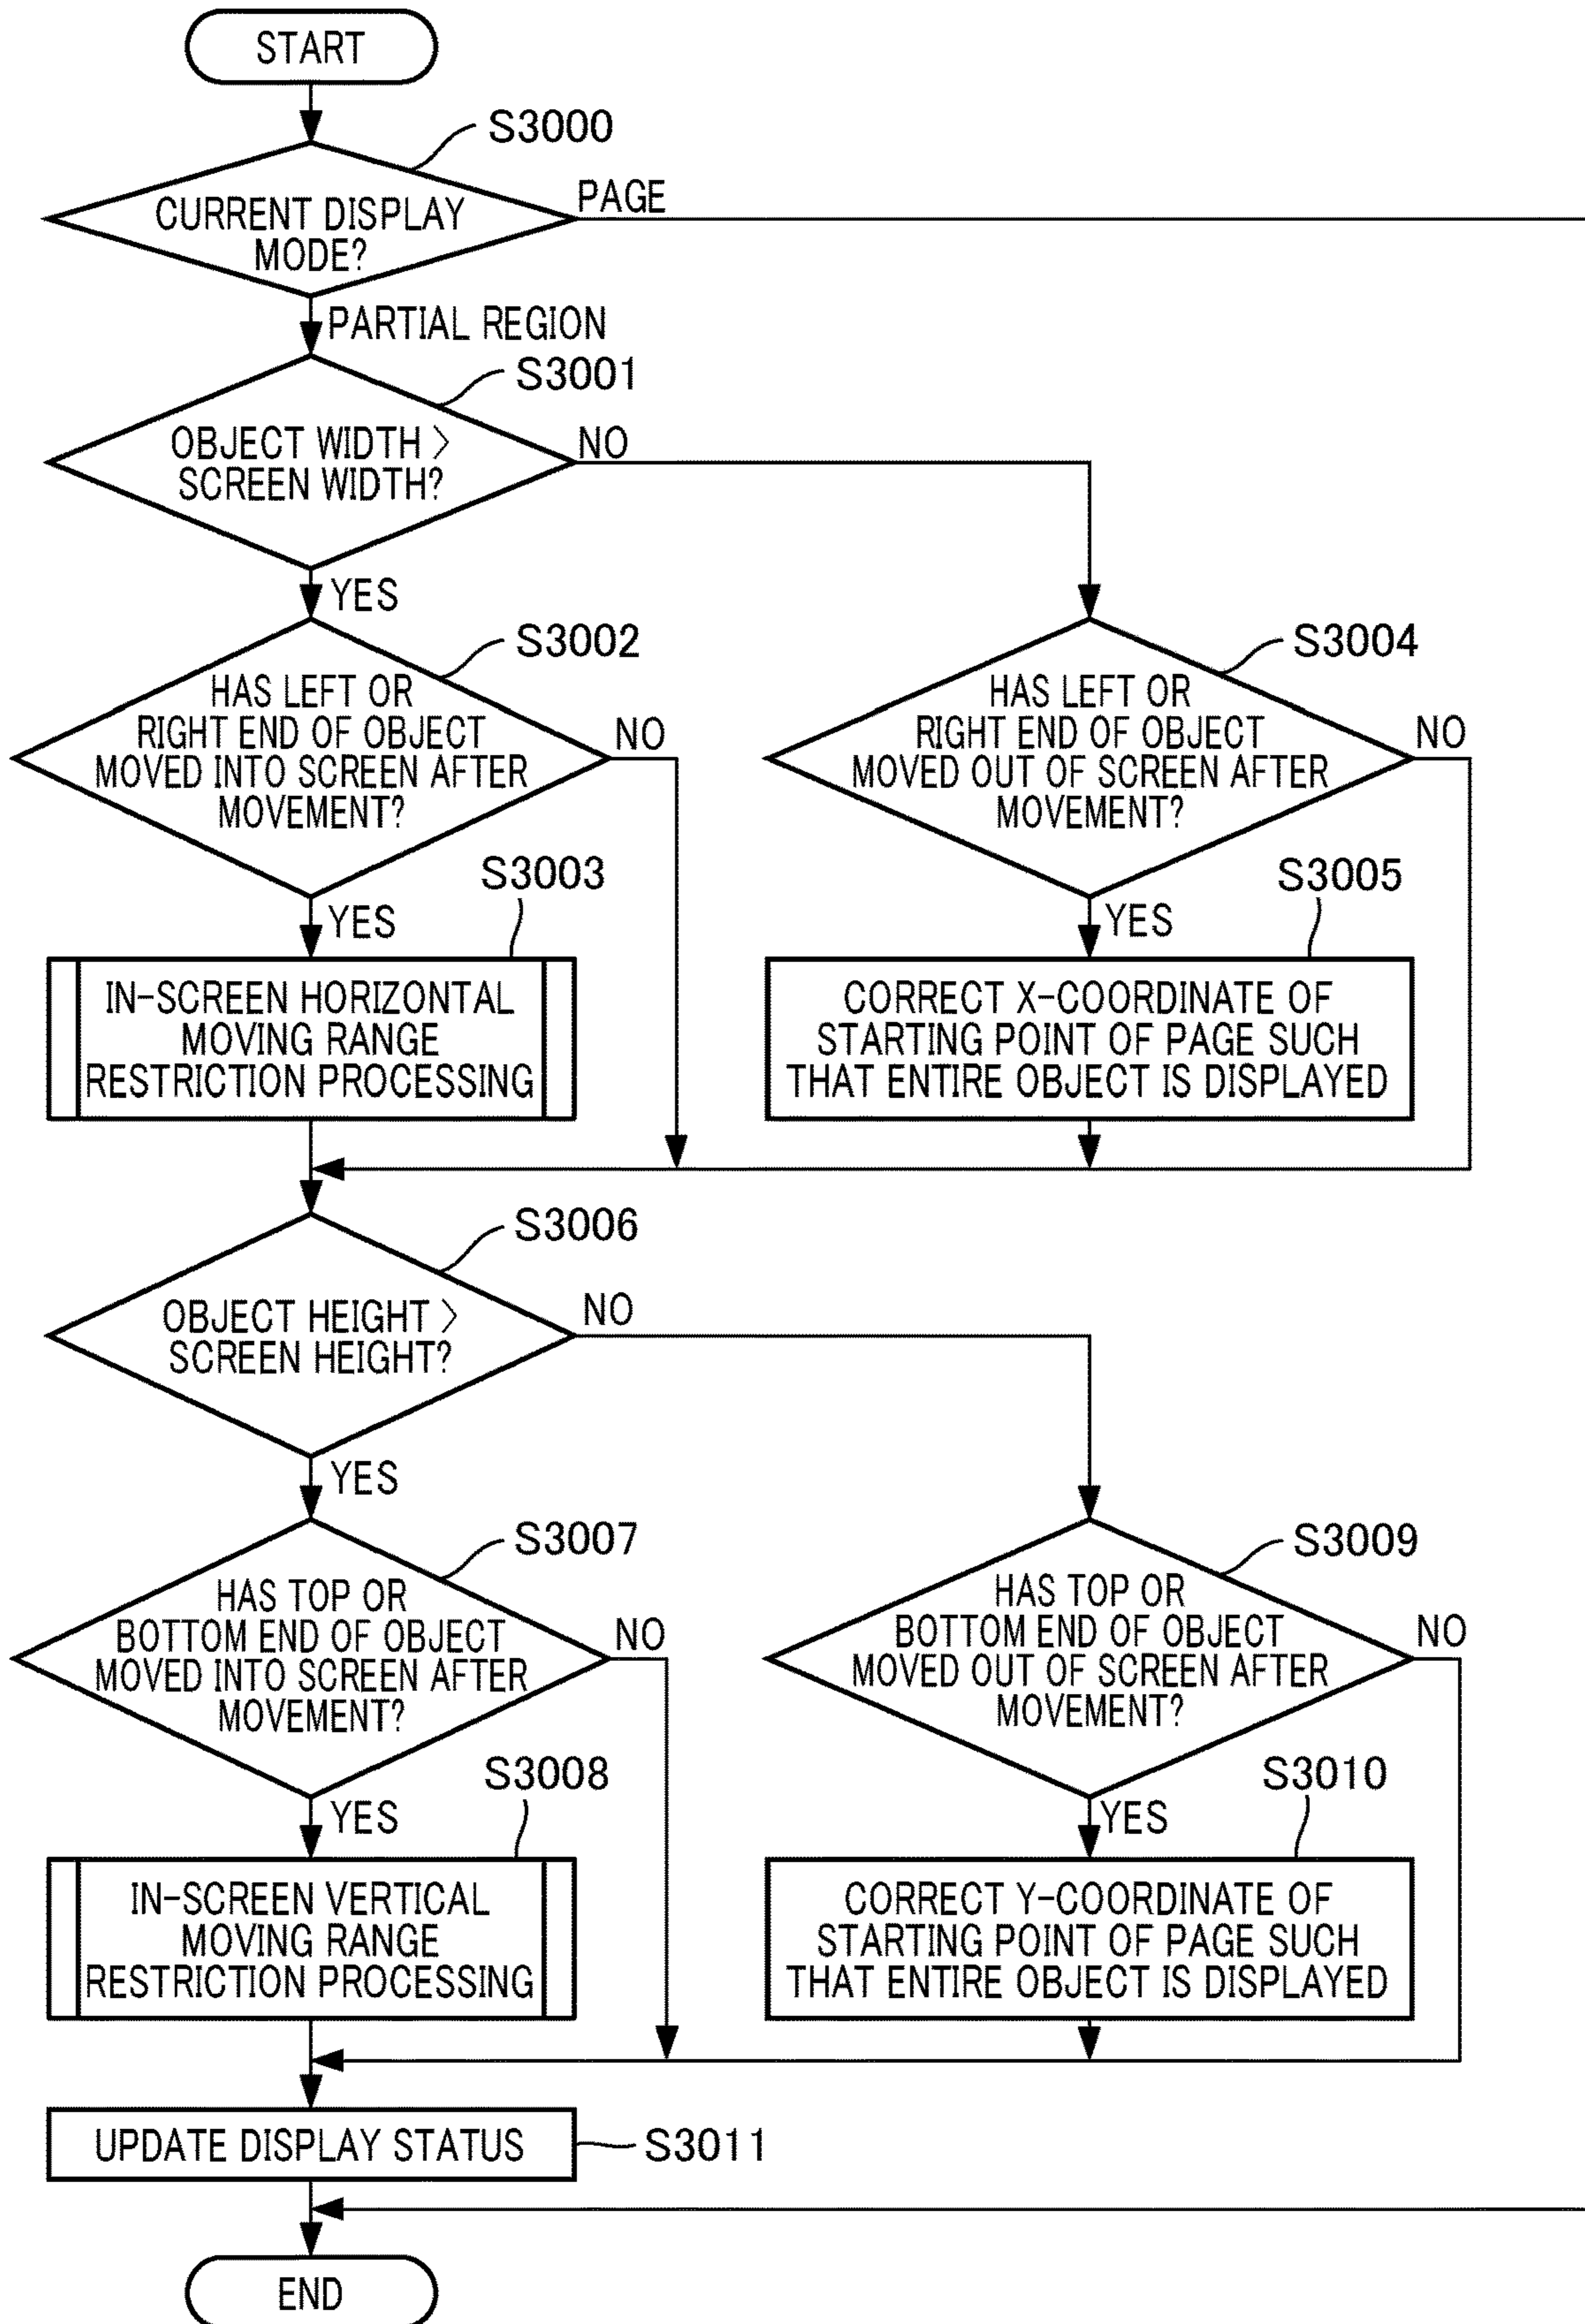 START
S3000
CURRENT DISPLAY
MODE?
PAGE
PARTIAL REGION
S3001
OBJECT WIDTH >
SCREEN WIDTH?
NO
YES
S3002
HAS LEFT OR
RIGHT END OF OBJECT
MOVED INTO SCREEN AFTER
MOVEMENT?
NO
S3004
HAS LEFT OR
RIGHT END OF OBJECT
MOVED OUT OF SCREEN AFTER
MOVEMENT?
NO
YES
S3003
IN-SCREEN HORIZONTAL
MOVING RANGE
RESTRICTION PROCESSING
YES
S3005
CORRECT X-COORDINATE OF
STARTING POINT OF PAGE SUCH
THAT ENTIRE OBJECT IS DISPLAYED
S3006
OBJECT HEIGHT >
SCREEN HEIGHT?
NO
YES
S3007
HAS TOP OR
BOTTOM END OF OBJECT
MOVED INTO SCREEN AFTER
MOVEMENT?
NO
S3009
HAS TOP OR
BOTTOM END OF OBJECT
MOVED OUT OF SCREEN AFTER
MOVEMENT?
NO
YES
S3008
IN-SCREEN VERTICAL
MOVING RANGE
RESTRICTION PROCESSING
YES
S3010
CORRECT Y-COORDINATE OF
STARTING POINT OF PAGE SUCH
THAT ENTIRE OBJECT IS DISPLAYED
UPDATE DISPLAY STATUS
S3011
END